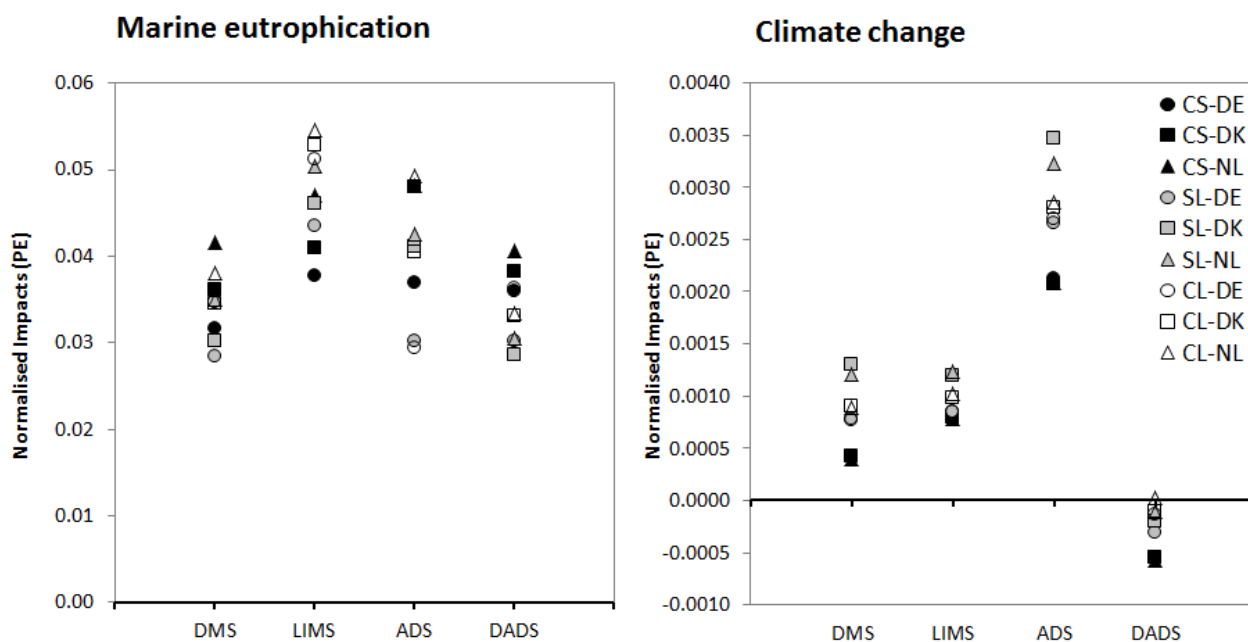 Marine eutrophication
Normalised Impacts (PE)
0.06
0.05
0.04
0.03
0.02
0.01
0.00
DMS LIMS ADS DADS
Climate change
Normalised Impacts (PE)
0.0040
0.0035
0.0030
0.0025
0.0020
0.0015
0.0010
0.0005
0.0000
-0.0005
-0.0010
DMS LIMS ADS DADS
CS-DE
CS-DK
CS-NL
SL-DE
SL-DK
SL-NL
CL-DE
CL-DK
CL-NL